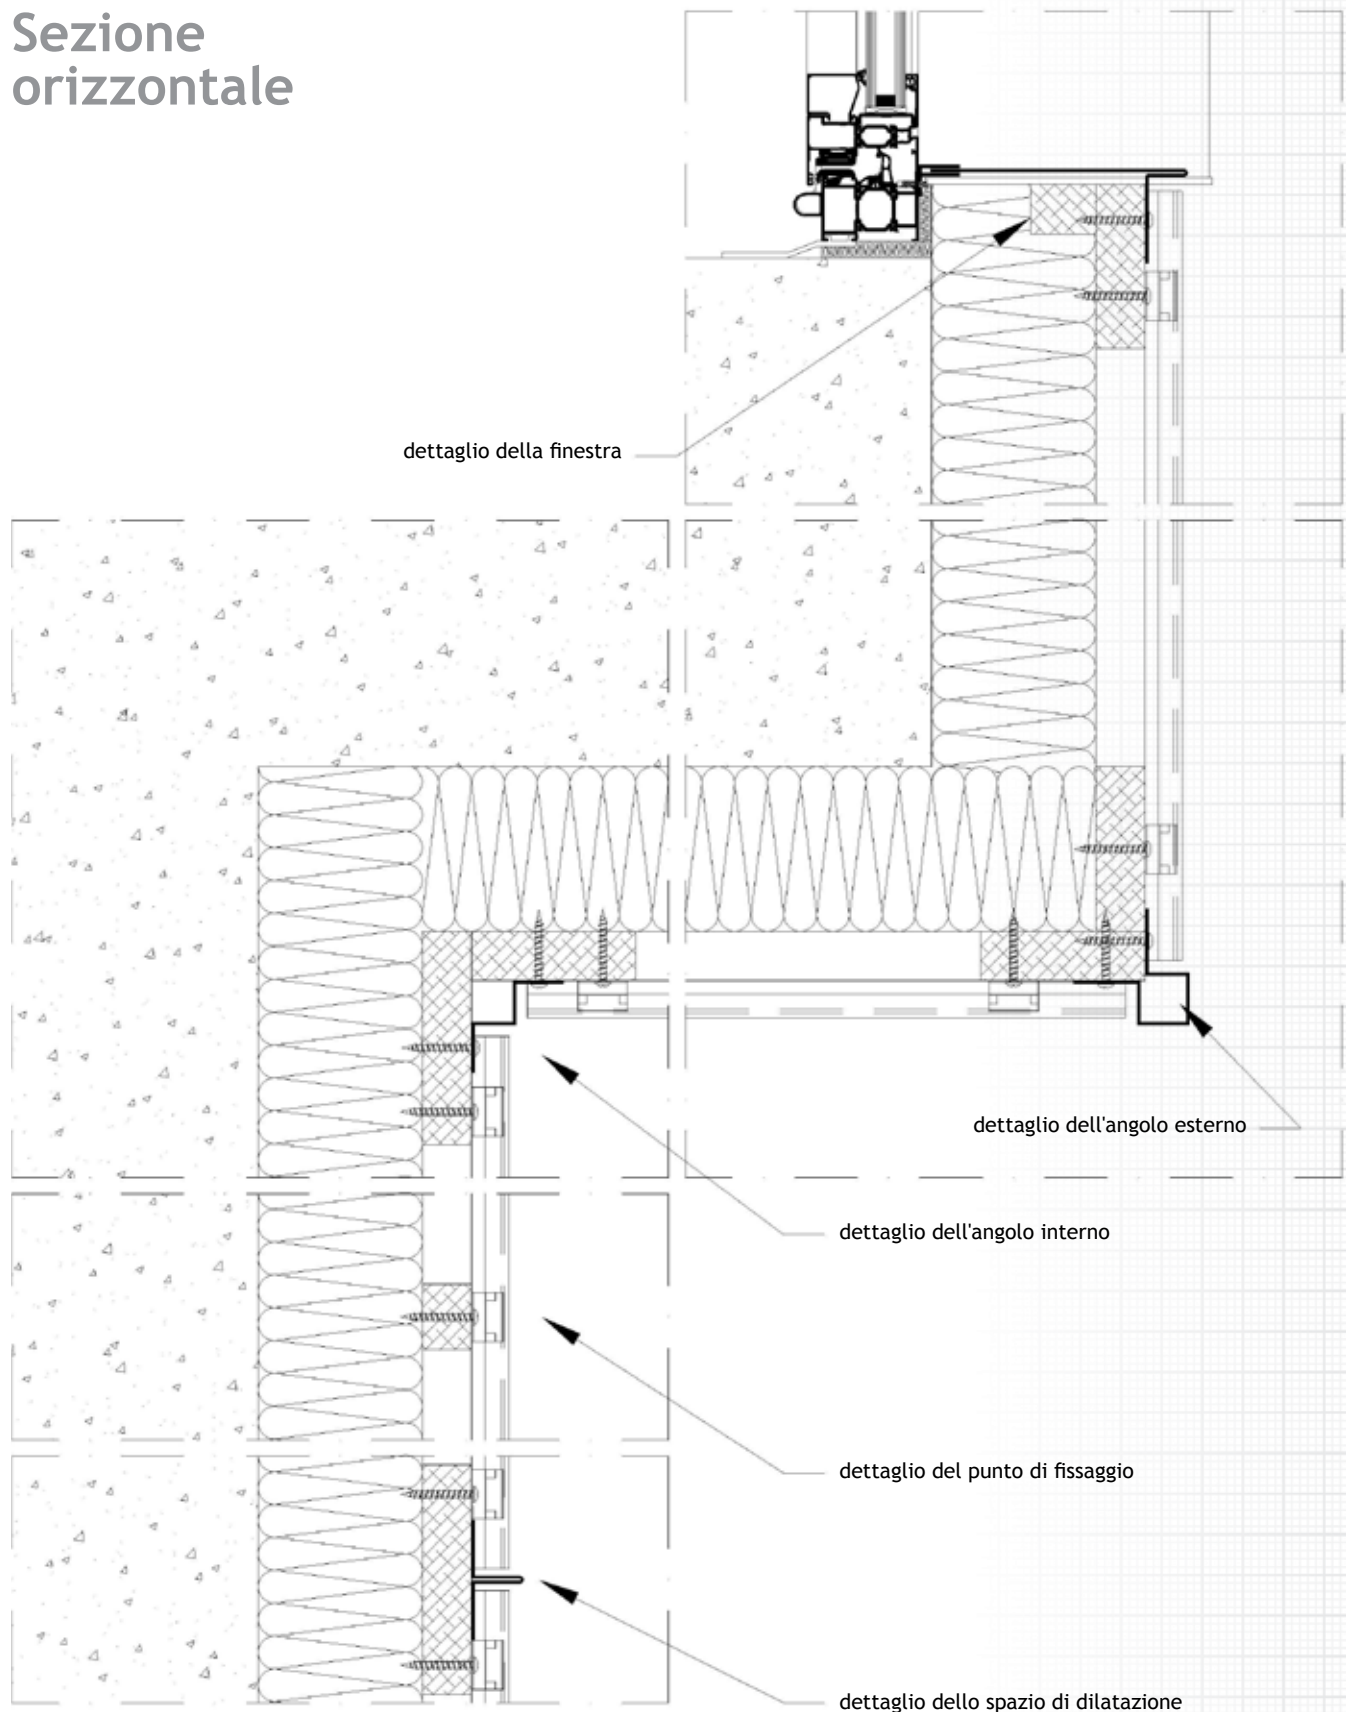 Sezione
orizzontale
dettaglio della finestra
dettaglio dell'angolo esterno
dettaglio dell'angolo interno
dettaglio del punto di fissaggio
dettaglio dello spazio di dilatazione